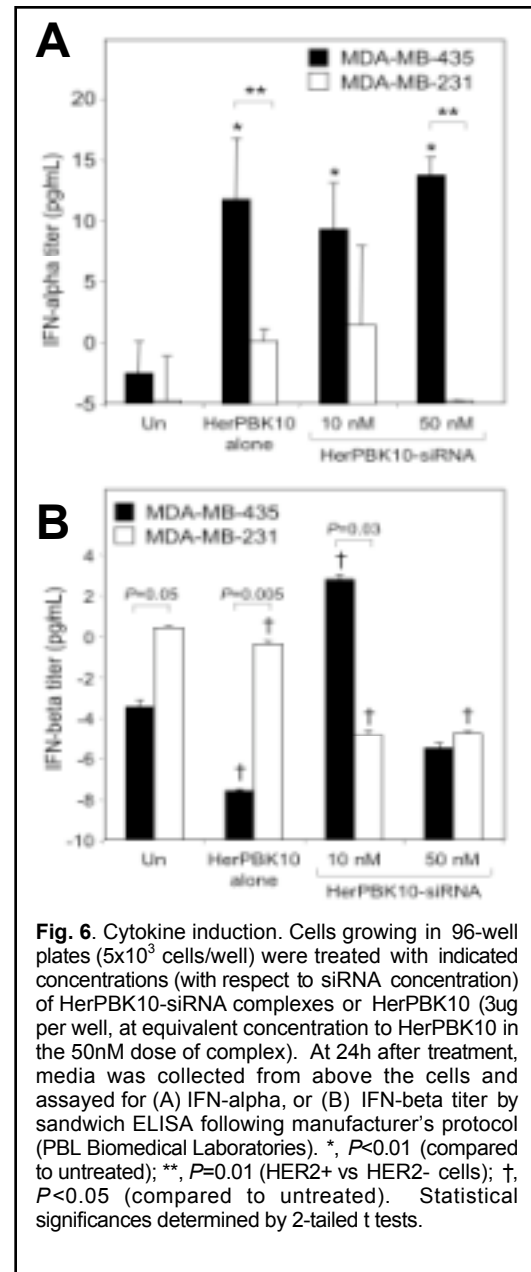 A
MDA-MB-435
MDA-MB-231
20
15
10
5
0
-5
IFN-alpha titer (pg/mL)
**
**
*
*
*
Un
HerPBK10 alone
10 nM
50 nM
HerPBK10-siRNA
B
MDA-MB-435
MDA-MB-231
4
2
0
-2
-4
-6
-8
-10
IFN-beta titer (pg/mL)
P=0.05
P=0.005
P=0.03
†
†
†
†
†
Un
HerPBK10 alone
10 nM
50 nM
HerPBK10-siRNA
Fig. 6. Cytokine induction. Cells growing in 96-well
plates (5x10³ cells/well) were treated with indicated
concentrations (with respect to siRNA concentration)
of HerPBK10-siRNA complexes or HerPBK10 (3ug
per well, at equivalent concentration to HerPBK10 in
the 50nM dose of complex). At 24h after treatment,
media was collected from above the cells and
assayed for (A) IFN-alpha, or (B) IFN-beta titer by
sandwich ELISA following manufacturer's protocol
(PBL Biomedical Laboratories). *, P<0.01 (compared
to untreated); **, P=0.01 (HER2+ vs HER2- cells); †,
P<0.05 (compared to untreated). Statistical
significances determined by 2-tailed t tests.